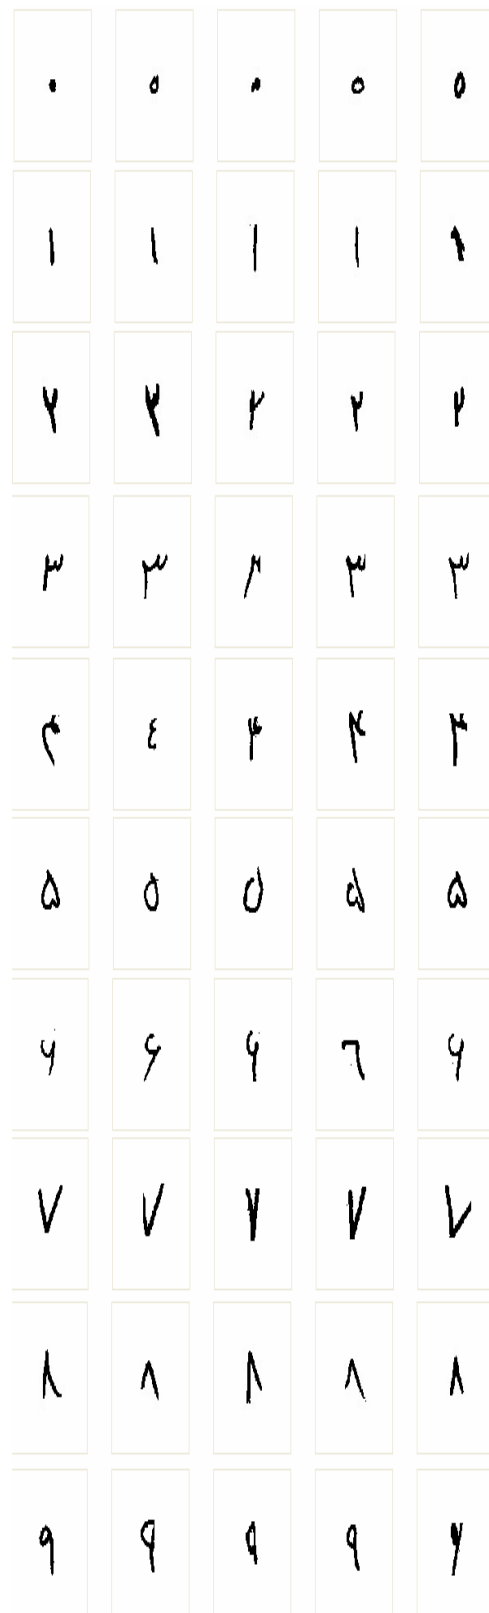 ۰ ۰ ۰ ۰ ۰
۱ ۱ ۱ ۱ ۱
۲ ۲ ۲ ۲ ۲
۳ ۳ ۳ ۳ ۳
۴ ٤ ۴ ۴ ۴
۵ ۵ ۵ ۵ ۵
۶ ۶ ۶ ٦ ۶
۷ ۷ ۷ ۷ ۷
۸ ۸ ۸ ۸ ۸
۹ ۹ ۹ ۹ ۹